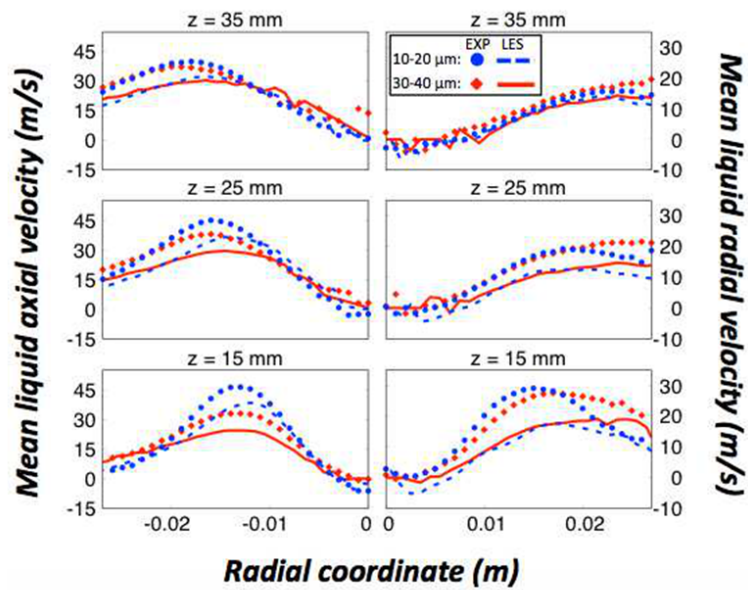 z = 35 mm
z = 35 mm
EXP LES
10-20 μm:
30-40 μm:
45
30
15
0
-15
30
20
10
0
-10
z = 25 mm
z = 25 mm
45
30
15
0
-15
30
20
10
0
-10
z = 15 mm
z = 15 mm
45
30
15
0
-15
30
20
10
0
-10
-0.02 -0.01 0 0 0.01 0.02
Mean liquid axial velocity (m/s)
Mean liquid radial velocity (m/s)
Radial coordinate (m)